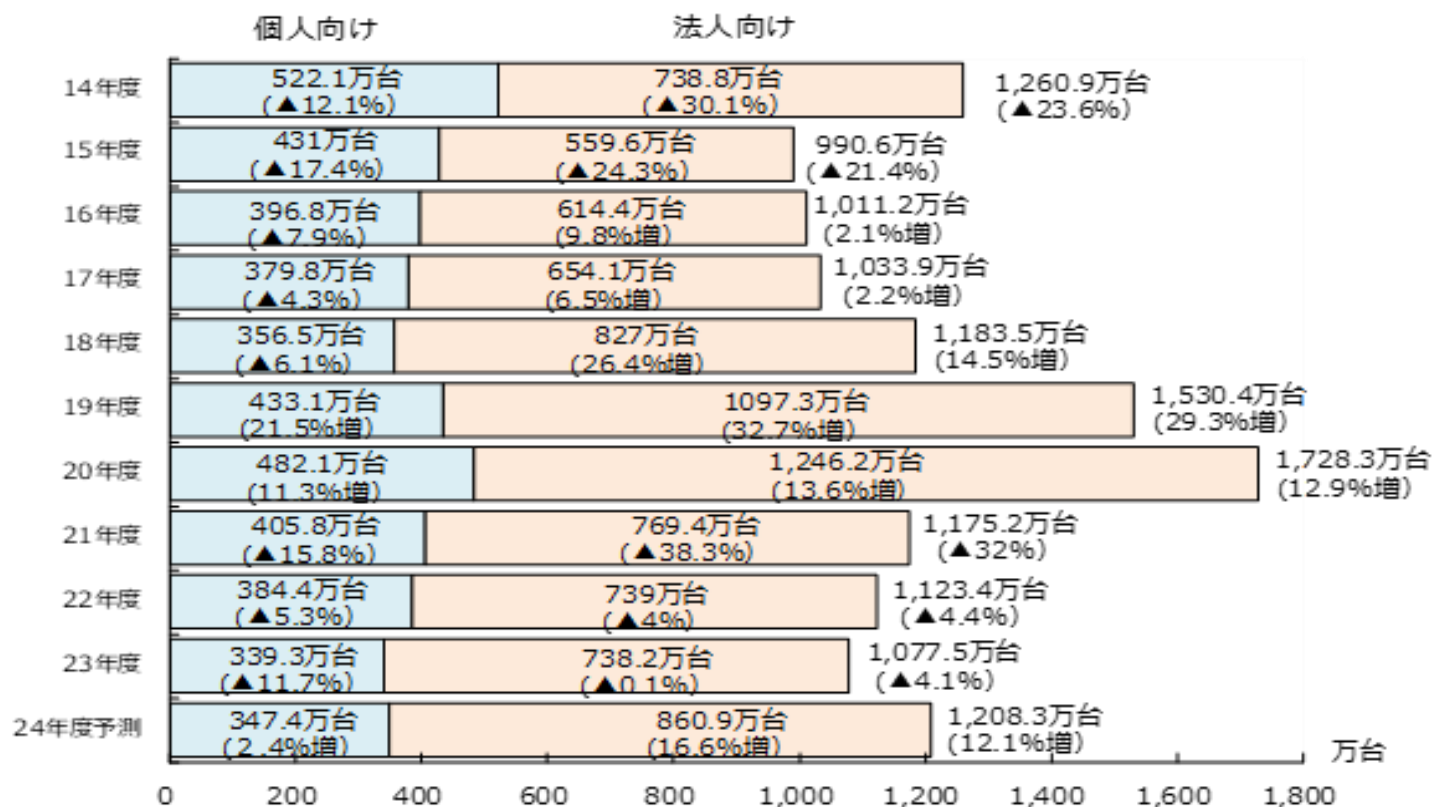 個人向け 法人向け
14年度 522.1万台 738.8万台 1,260.9万台
(▲12.1%) (▲30.1%) (▲23.6%)
15年度 431万台 559.6万台 990.6万台
(▲17.4%) (▲24.3%) (▲21.4%)
16年度 396.8万台 614.4万台 1,011.2万台
(▲7.9%) (9.8%増) (2.1%増)
17年度 379.8万台 654.1万台 1,033.9万台
(▲4.3%) (6.5%増) (2.2%増)
18年度 356.5万台 827万台 1,183.5万台
(▲6.1%) (26.4%増) (14.5%増)
19年度 433.1万台 1097.3万台 1,530.4万台
(21.5%増) (32.7%増) (29.3%増)
20年度 482.1万台 1,246.2万台 1,728.3万台
(11.3%増) (13.6%増) (12.9%増)
21年度 405.8万台 769.4万台 1,175.2万台
(▲15.8%) (▲38.3%) (▲32%)
22年度 384.4万台 739万台 1,123.4万台
(▲5.3%) (▲4%) (▲4.4%)
23年度 339.3万台 738.2万台 1,077.5万台
(▲11.7%) (▲0.1%) (▲4.1%)
24年度予測 347.4万台 860.9万台 1,208.3万台
(2.4%増) (16.6%増) (12.1%増)
万台
0 200 400 600 800 1,000 1,200 1,400 1,600 1,800